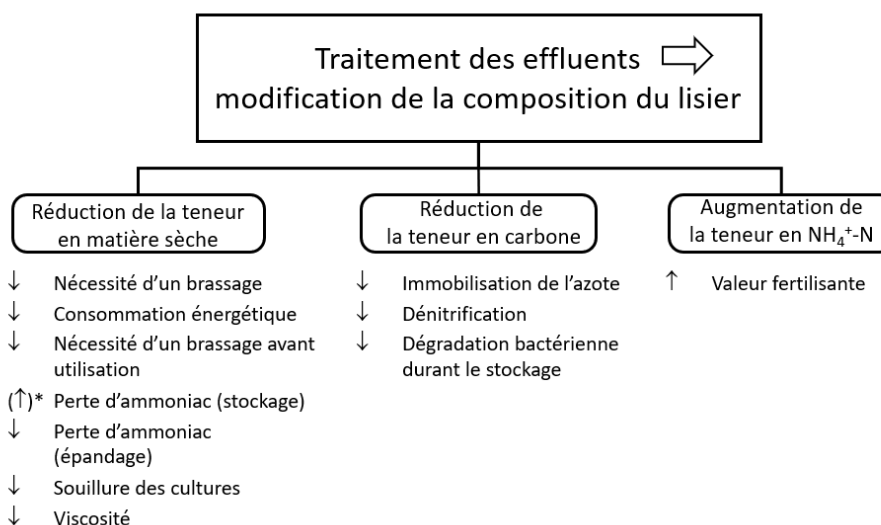 Traitement des effluents ⇨
modification de la composition du lisier
Réduction de la teneur
en matière sèche
↓ Nécessité d'un brassage
↓ Consommation énergétique
↓ Nécessité d'un brassage avant
utilisation
(↑)* Perte d'ammoniac (stockage)
↓ Perte d'ammoniac
(épandage)
↓ Souillure des cultures
↓ Viscosité
Réduction de
la teneur en carbone
↓ Immobilisation de l'azote
↓ Dénitrification
↓ Dégradation bactérienne
durant le stockage
Augmentation de
la teneur en NH₄⁺-N
↑ Valeur fertilisante